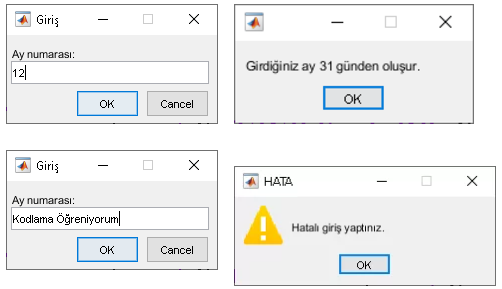 Giriş
Ay numarası:
12
OK
Cancel
Girdiğiniz ay 31 günden oluşur.
OK
Giriş
Ay numarası:
Kodlama Öğreniyorum
OK
Cancel
HATA
Hatalı giriş yaptınız.
OK